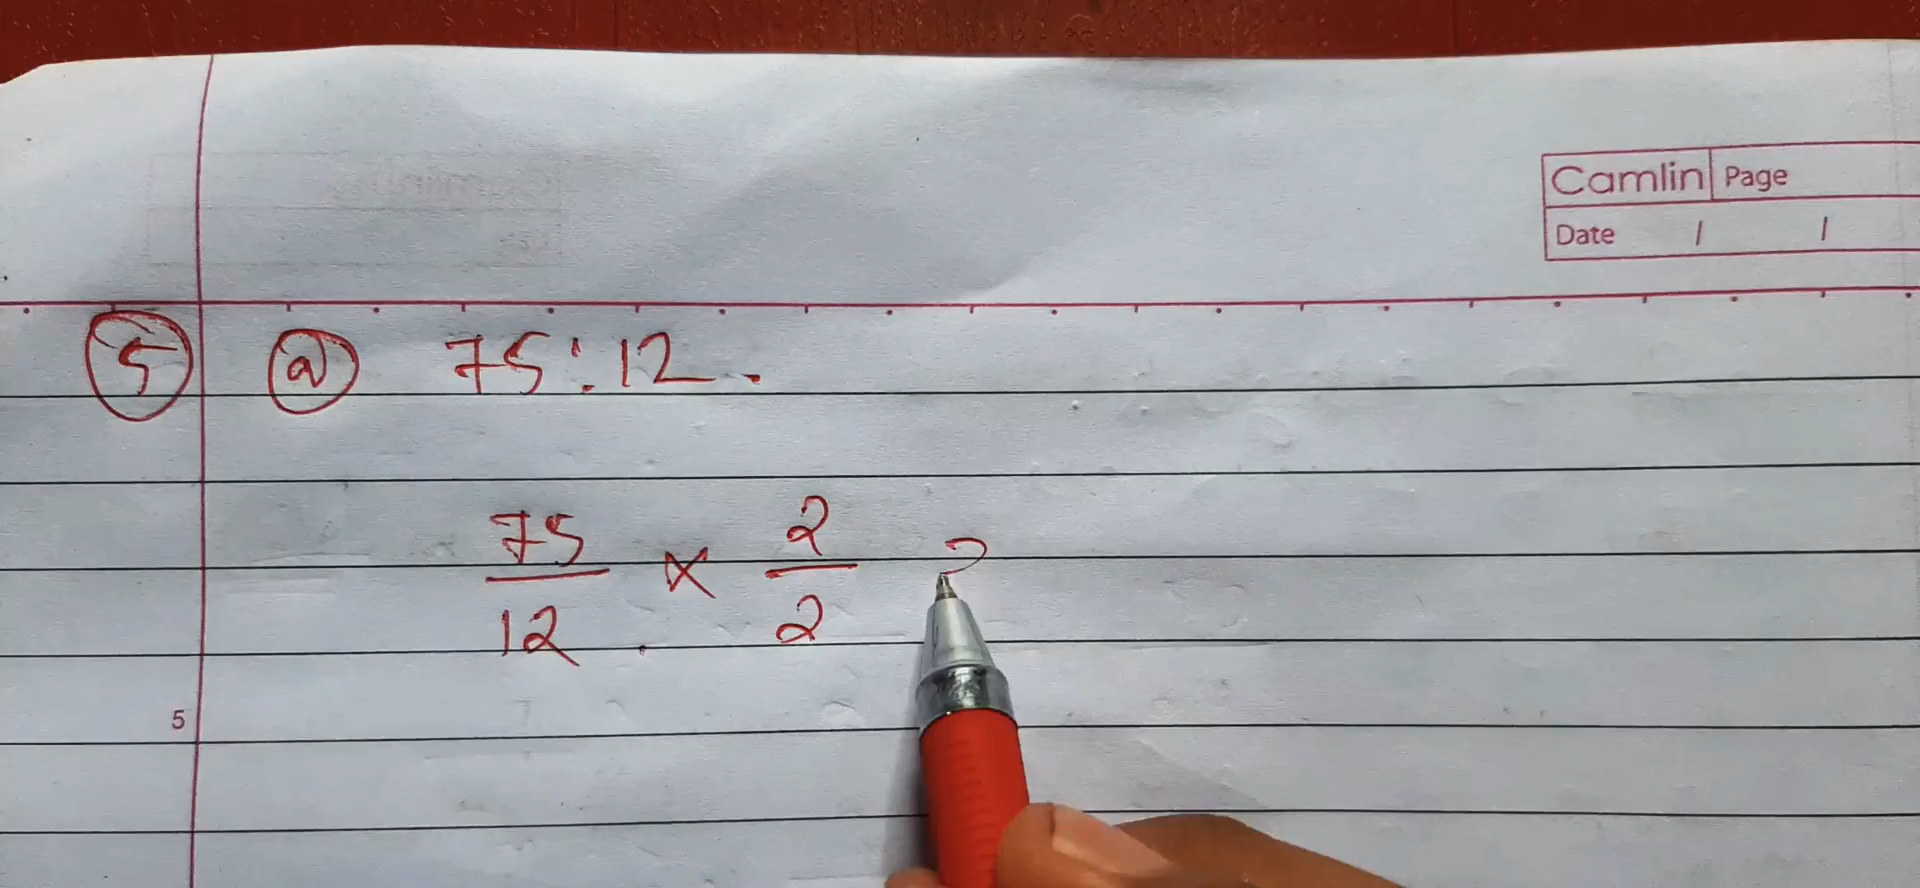 Camlin Page
Date / /
5 a 75:12.
75/12 × 2/2 =
5